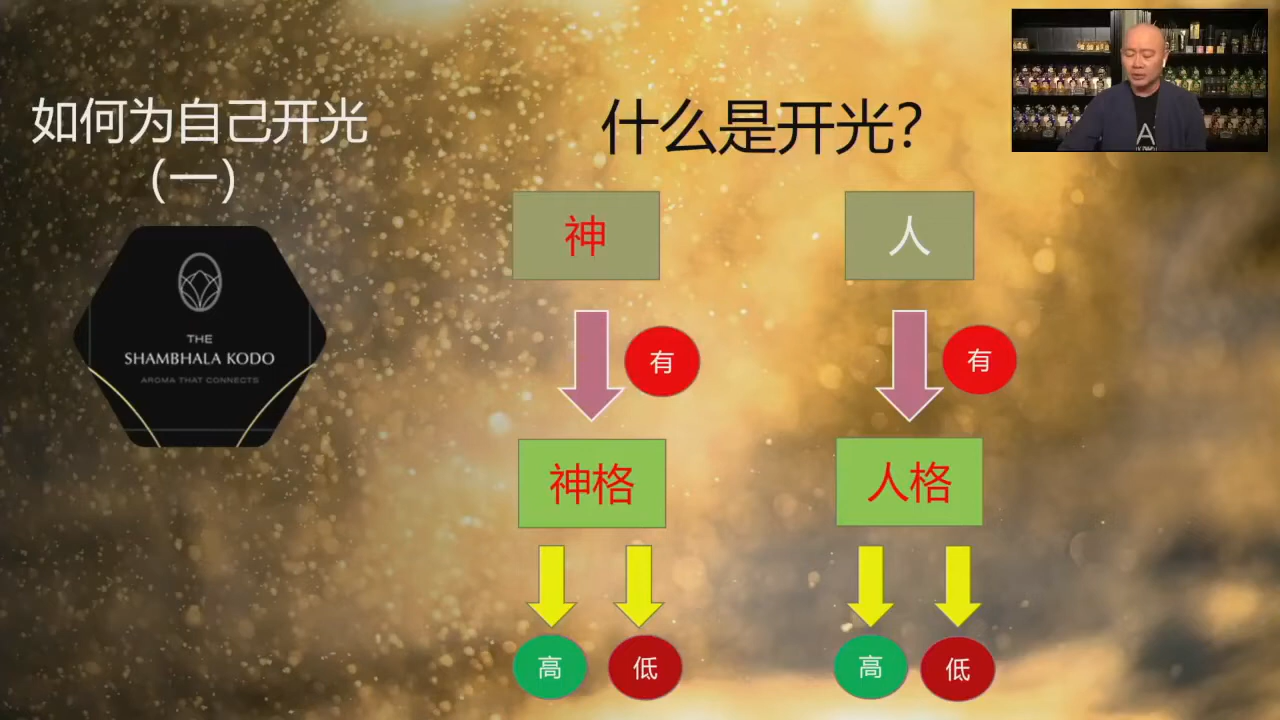 如何为自己开光
（一）
THE
SHAMBHALA KODO
AROMA THAT CONNECTS
什么是开光？
神
人
有
有
神格
人格
高
低
高
低
A